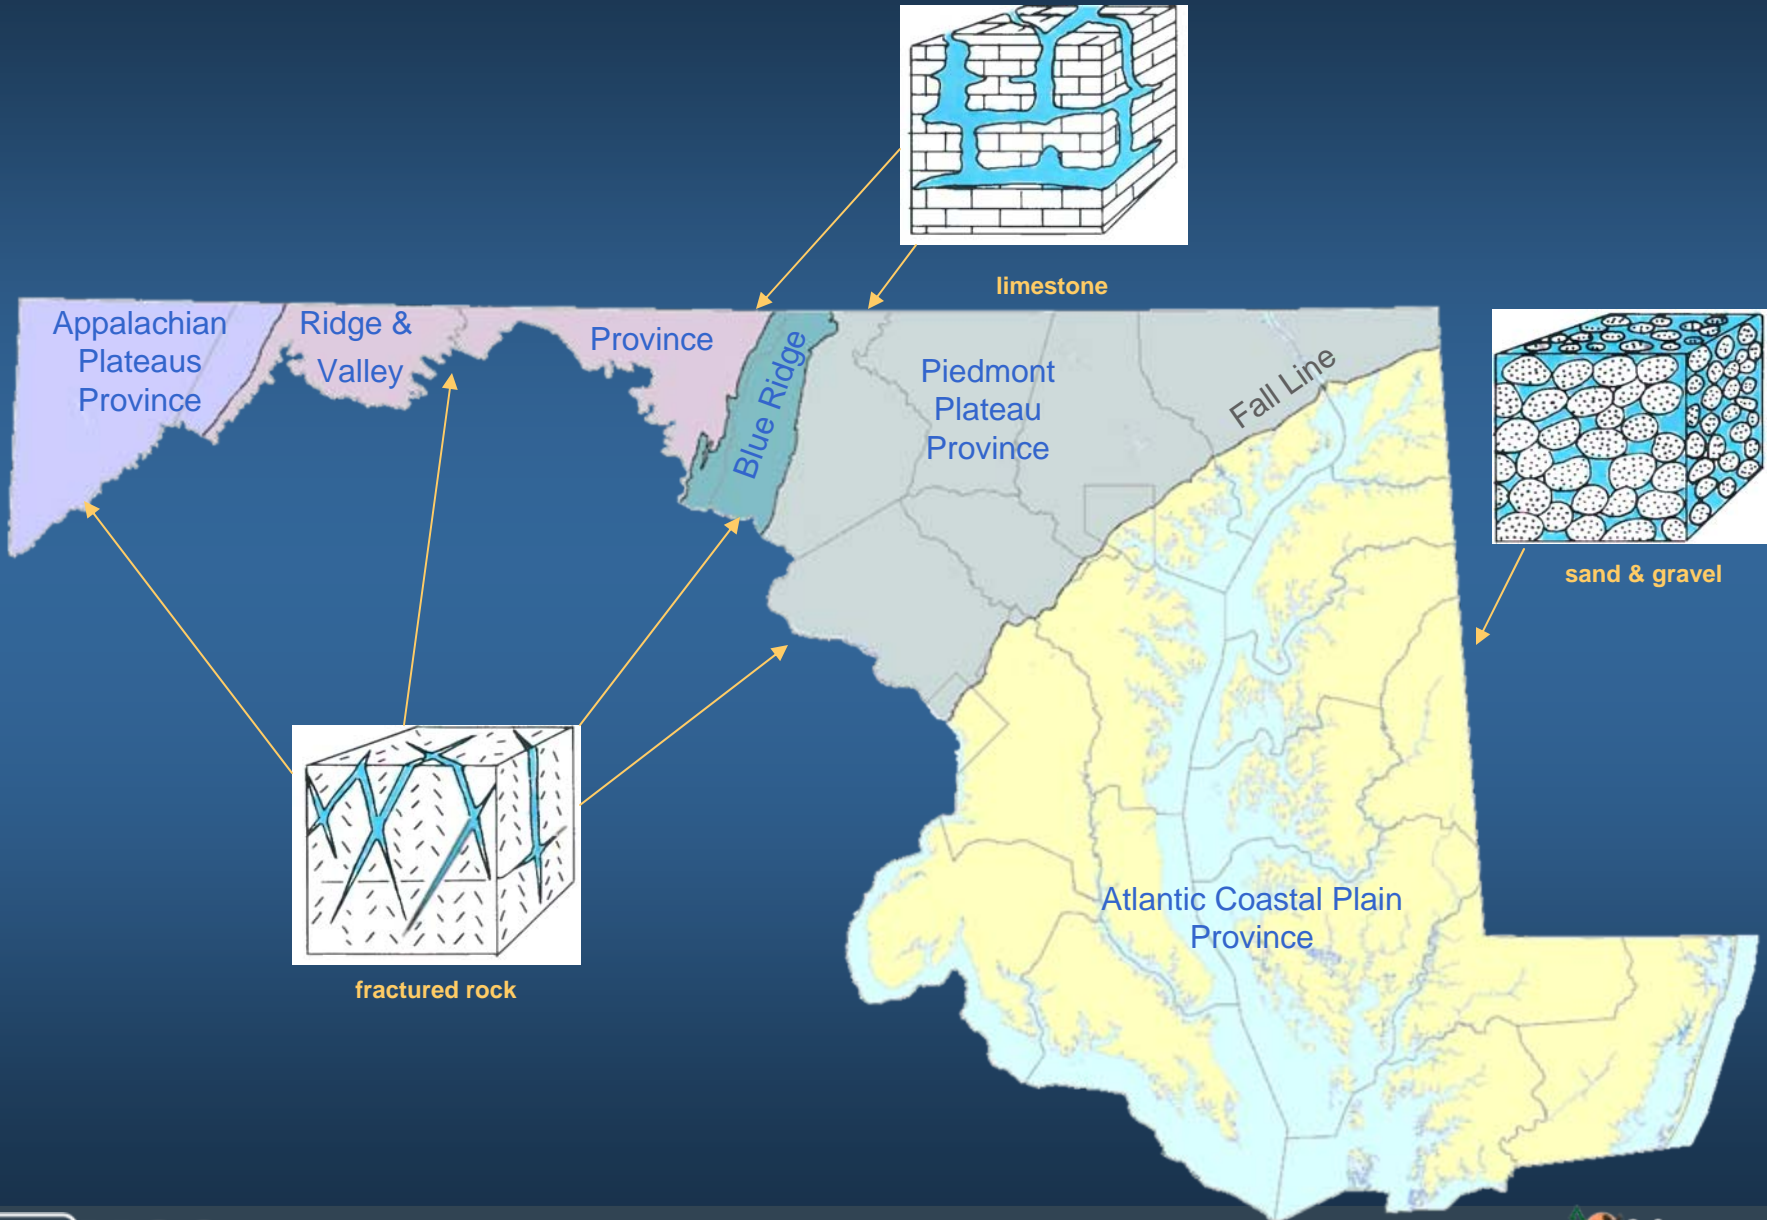 limestone
Appalachian
Plateaus
Province
Ridge &
Valley
Province
Blue Ridge
Piedmont
Plateau
Province
Fall Line
sand & gravel
Atlantic Coastal Plain
Province
fractured rock